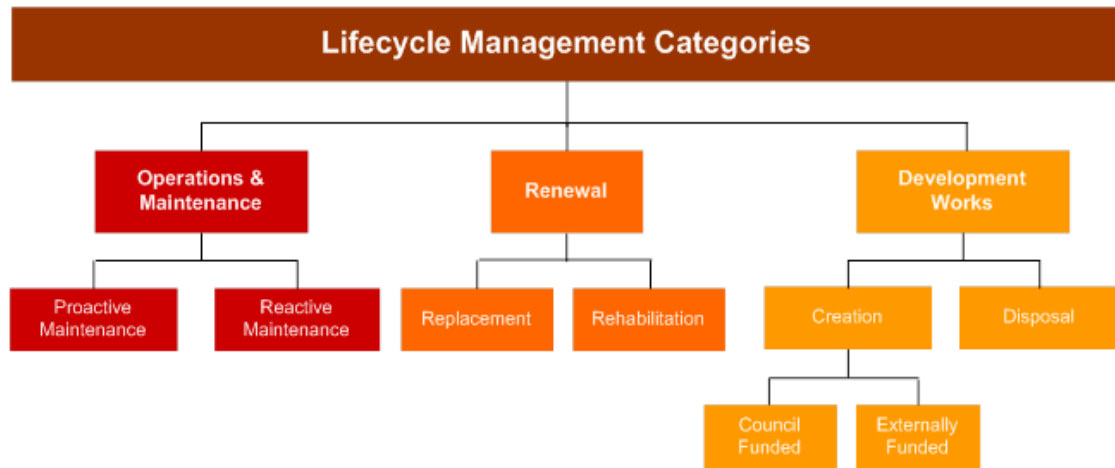 Lifecycle Management Categories
Operations &
Maintenance
Renewal
Development
Works
Proactive
Maintenance
Reactive
Maintenance
Replacement
Rehabilitation
Creation
Disposal
Council
Funded
Externally
Funded